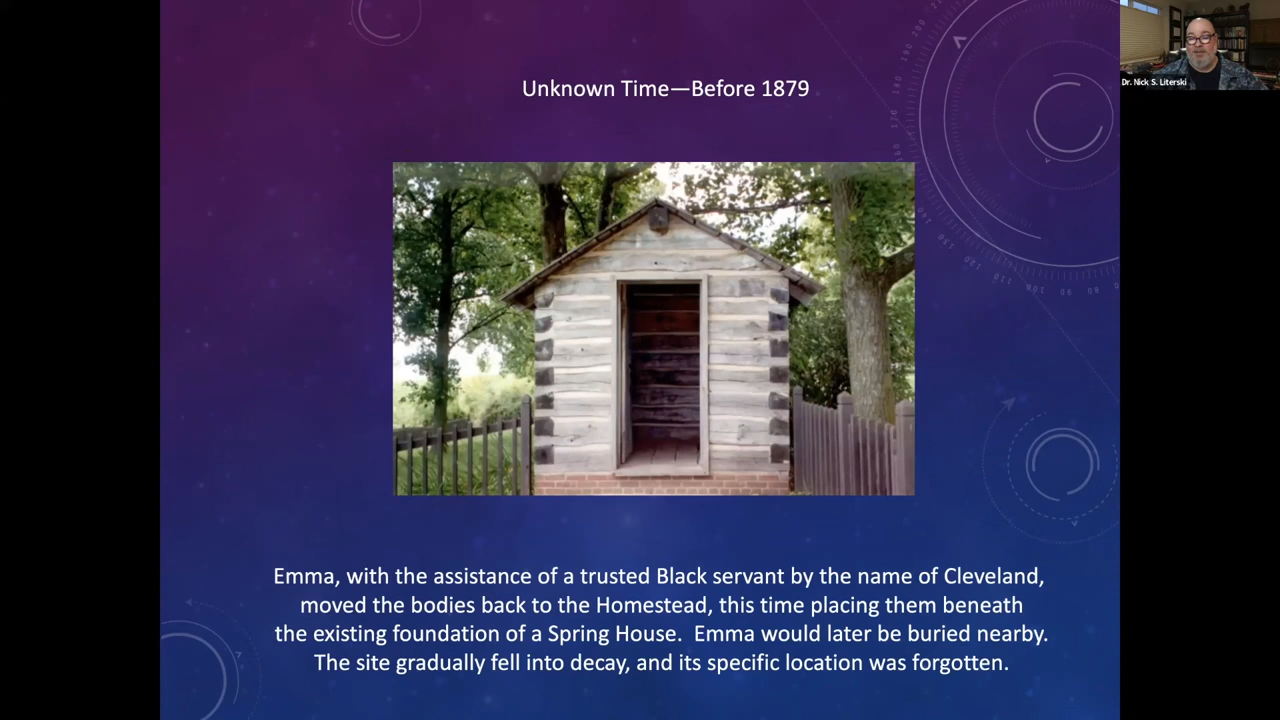 Unknown Time—Before 1879
Dr. Nick S. Literski
Emma, with the assistance of a trusted Black servant by the name of Cleveland,
moved the bodies back to the Homestead, this time placing them beneath
the existing foundation of a Spring House.  Emma would later be buried nearby.
The site gradually fell into decay, and its specific location was forgotten.